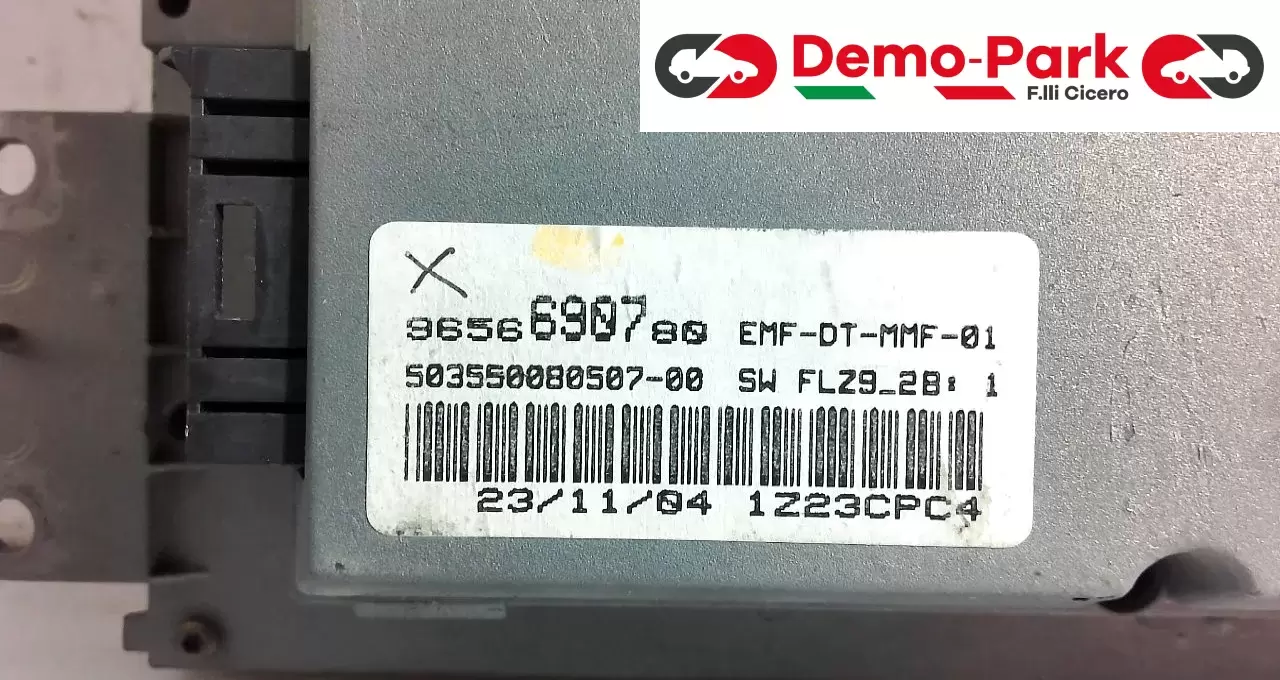 Demo-Park
F.lli Cicero
9656690780 EMF-DT-MMF-01
503550080507-00 SW FLZ9_2B: 1
23/11/04 1Z23CPC4